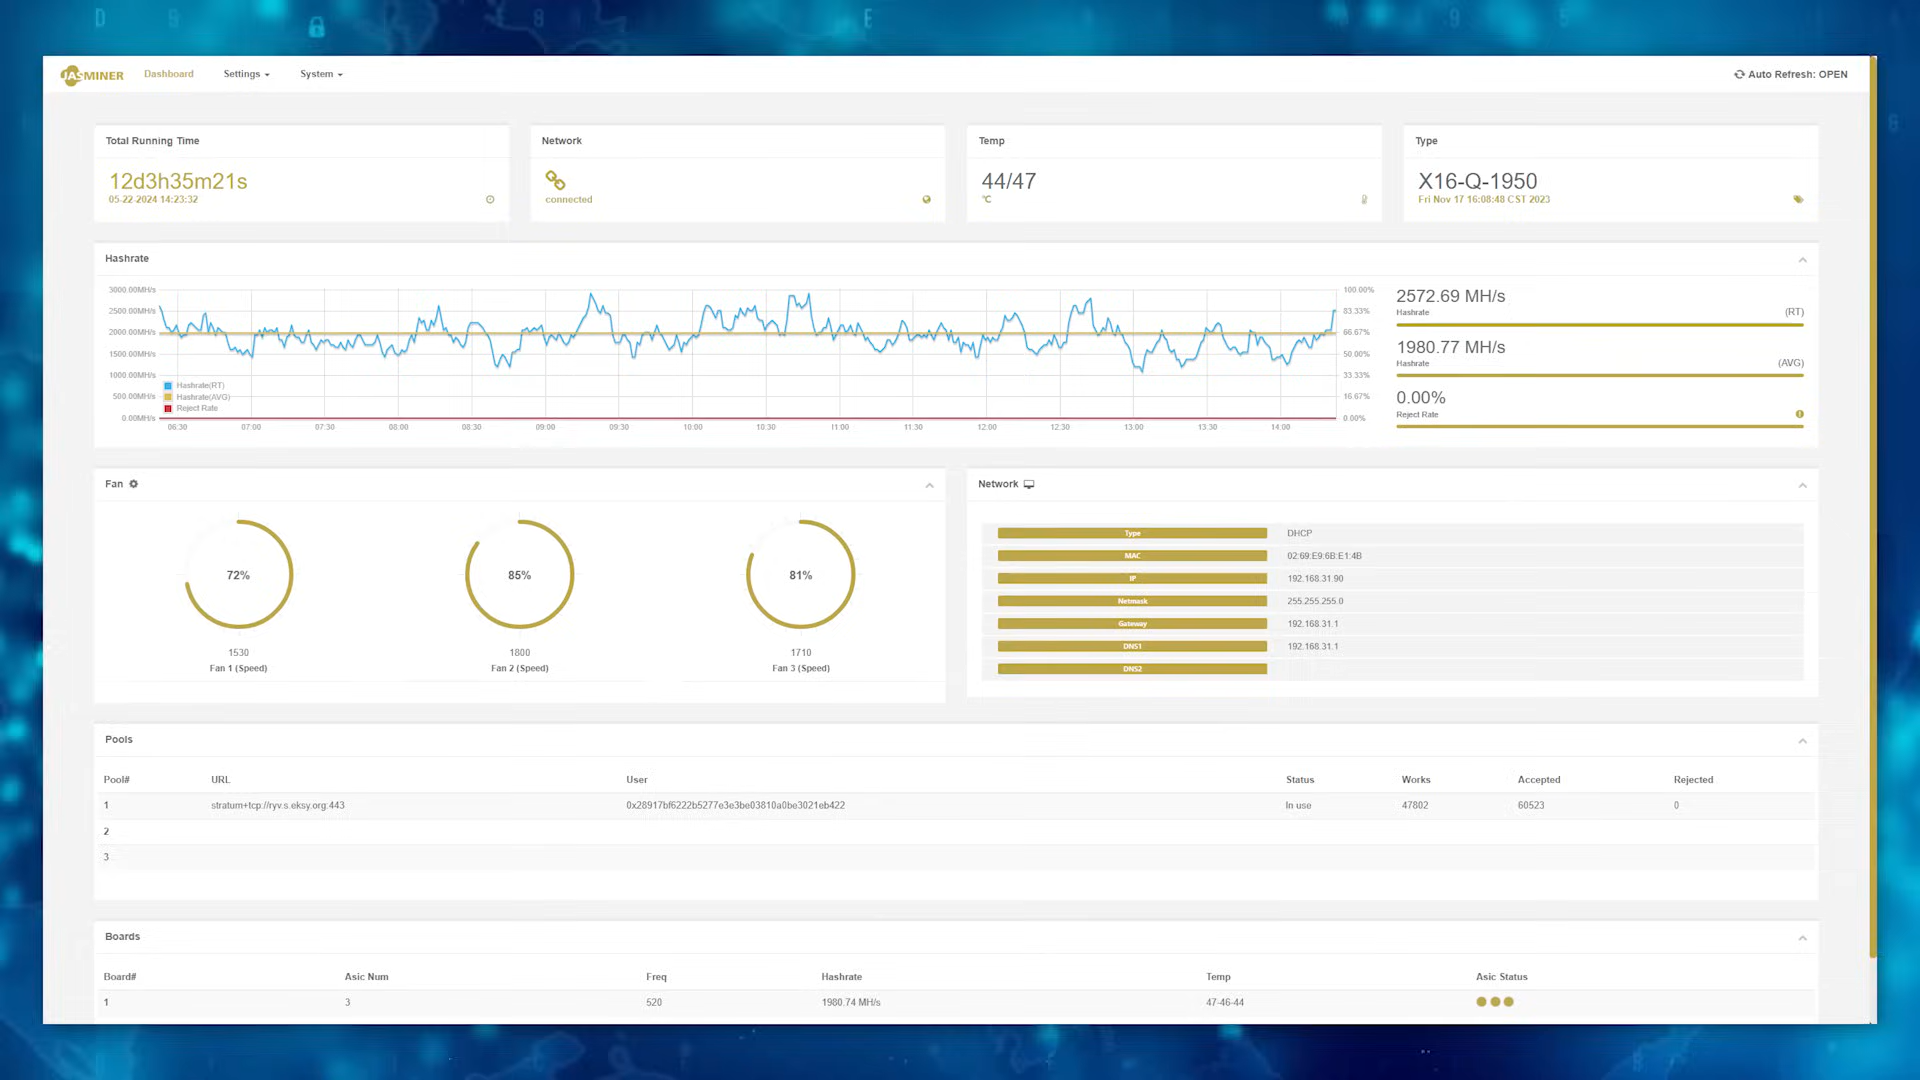 JASMINER Dashboard Settings System Auto Refresh: OPEN
Total Running Time
12d3h35m21s
05-22-2024 14:23:32
Network
connected
Temp
44/47
°C
Type
X16-Q-1950
Fri Nov 17 16:08:48 CST 2023
Hashrate
3000.00MH/s
2500.00MH/s
2000.00MH/s
1500.00MH/s
1000.00MH/s
500.00MH/s
0.00MH/s
Hashrate(RT)
Hashrate(AVG)
Reject Rate
100.00%
83.33%
66.67%
50.00%
33.33%
16.67%
0.00%
06:30 07:00 07:30 08:00 08:30 09:00 09:30 10:00 10:30 11:00 11:30 12:00 12:30 13:00 13:30 14:00
2572.69 MH/s
Hashrate (RT)
1980.77 MH/s
Hashrate (AVG)
0.00%
Reject Rate
Fan
72% 85% 81%
1530 1800 1710
Fan 1 (Speed) Fan 2 (Speed) Fan 3 (Speed)
Network
Type DHCP
MAC 02:69:E9:6B:E1:4B
IP 192.168.31.90
Netmask 255.255.255.0
Gateway 192.168.31.1
DNS1 192.168.31.1
DNS2
Pools
Pool# URL User Status Works Accepted Rejected
1 stratum+tcp://ryv.s.eksy.org:443 0x28917bf6222b5277e3e3be03810a0be3021eb422 In use 47802 60523 0
2
3
Boards
Board# Asic Num Freq Hashrate Temp Asic Status
1 3 520 1980.74 MH/s 47-46-44